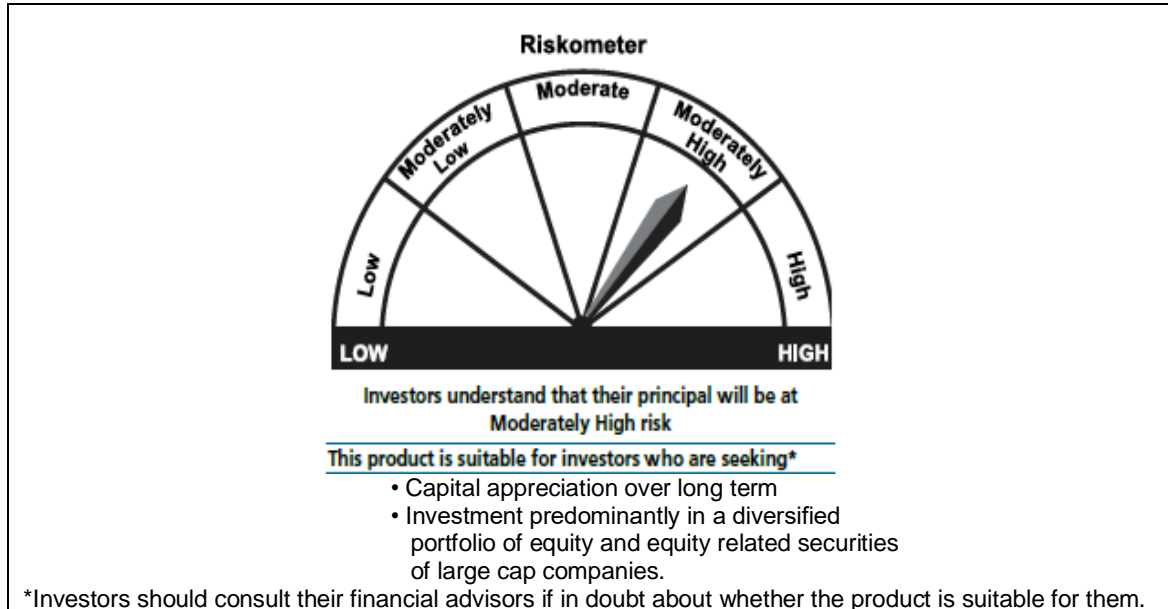 Riskometer
Low
Moderately
Low
Moderate
Moderately
High
High
LOW
HIGH
Investors understand that their principal will be at
Moderately High risk
This product is suitable for investors who are seeking*
• Capital appreciation over long term
• Investment predominantly in a diversified
portfolio of equity and equity related securities
of large cap companies.
*Investors should consult their financial advisors if in doubt about whether the product is suitable for them.